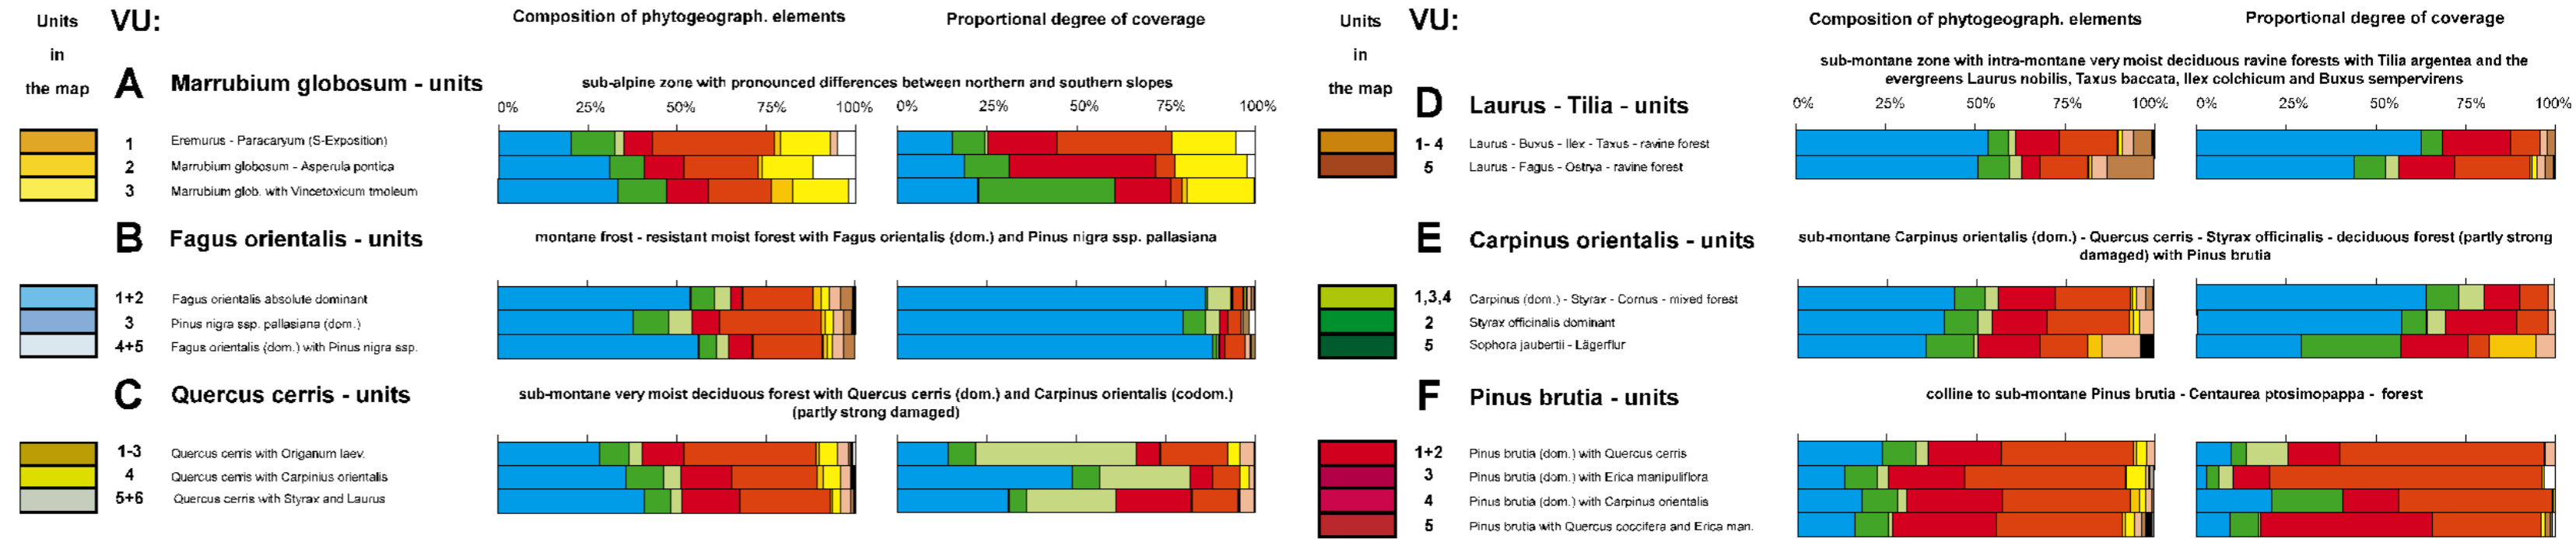 Units
in
the map
VU:
Composition of phytogeograph. elements
Proportional degree of coverage
A Marrubium globosum - units
sub-alpine zone with pronounced differences between northern and southern slopes
0% 25% 50% 75% 100% 0% 25% 50% 75% 100%
1 Eremurus - Paracaryum (S-Exposition)
2 Marrubium globosum - Asperula pontica
3 Marrubium glob. with Vincetoxicum tmoleum
B Fagus orientalis - units
montane frost - resistant moist forest with Fagus orientalis (dom.) and Pinus nigra ssp. pallasiana
1+2 Fagus orientalis absolute dominant
3 Pinus nigra ssp. pallasiana (dom.)
4+5 Fagus orientalis (dom.) with Pinus nigra ssp.
C Quercus cerris - units
sub-montane very moist deciduous forest with Quercus cerris (dom.) and Carpinus orientalis (codom.)
(partly strong damaged)
1-3 Quercus cerris with Origanum laev.
4 Quercus cerris with Carpinius orientalis
5+6 Quercus cerris with Styrax and Laurus
Units
in
the map
VU:
Composition of phytogeograph. elements
Proportional degree of coverage
sub-montane zone with intra-montane very moist deciduous ravine forests with Tilia argentea and the
evergreens Laurus nobilis, Taxus baccata, Ilex colchicum and Buxus sempervirens
D Laurus - Tilia - units
0% 25% 50% 75% 100% 0% 25% 50% 75% 100%
1- 4 Laurus - Buxus - Ilex - Taxus - ravine forest
5 Laurus - Fagus - Ostrya - ravine forest
E Carpinus orientalis - units
sub-montane Carpinus orientalis (dom.) - Quercus cerris - Styrax officinalis - deciduous forest (partly strong
damaged) with Pinus brutia
1,3,4 Carpinus (dom.) - Styrax - Cornus - mixed forest
2 Styrax officinalis dominant
5 Sophora jaubertii - Lägerflur
F Pinus brutia - units
colline to sub-montane Pinus brutia - Centaurea ptosimopappa - forest
1+2 Pinus brutia (dom.) with Quercus cerris
3 Pinus brutia (dom.) with Erica manipuliflora
4 Pinus brutia (dom.) with Carpinus orientalis
5 Pinus brutia with Quercus coccifera and Erica man.